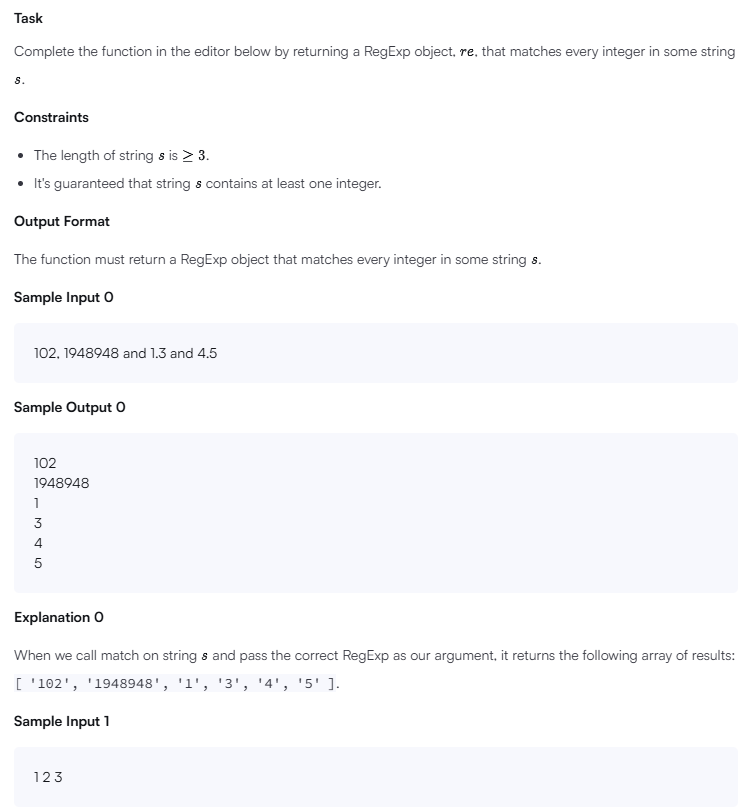 Task
Complete the function in the editor below by returning a RegExp object, re, that matches every integer in some string
s.
Constraints
• The length of string s is ≥ 3.
• It's guaranteed that string s contains at least one integer.
Output Format
The function must return a RegExp object that matches every integer in some string s.
Sample Input 0
102, 1948948 and 1.3 and 4.5
Sample Output 0
102
1948948
1
3
4
5
Explanation 0
When we call match on string s and pass the correct RegExp as our argument, it returns the following array of results:
[ '102', '1948948', '1', '3', '4', '5' ].
Sample Input 1
1 2 3